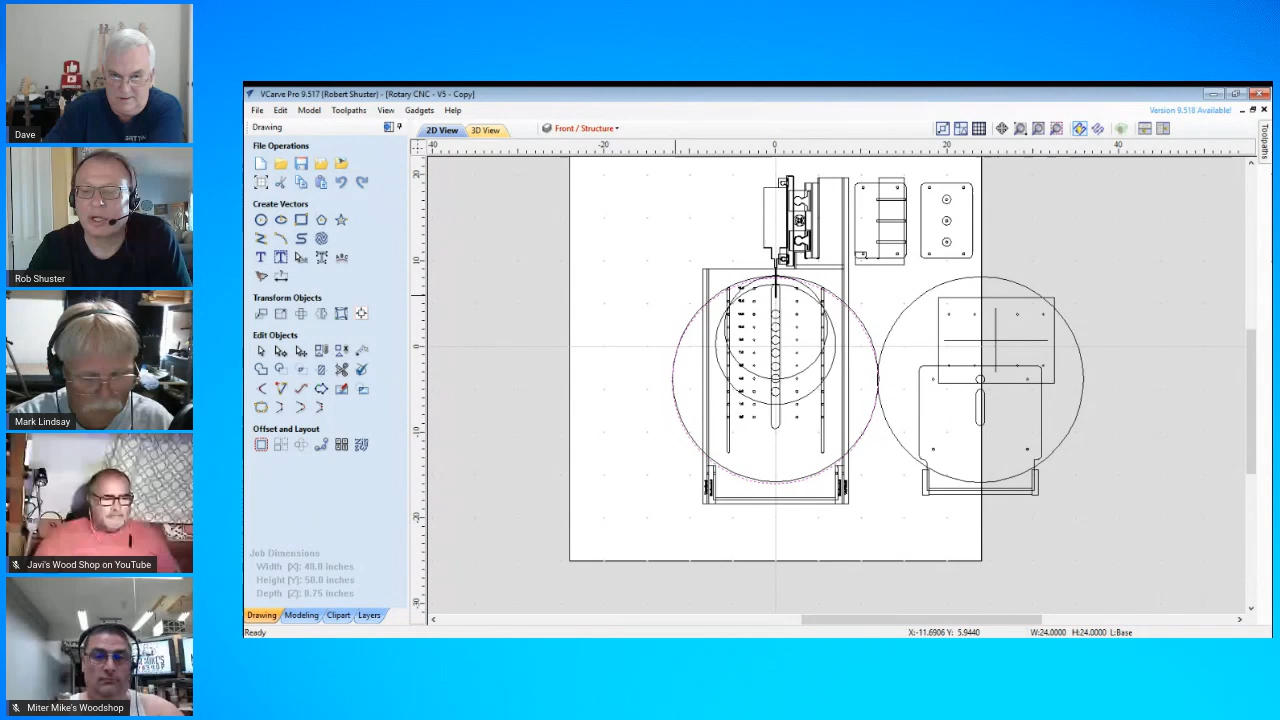 Dave
Rob Shuster
Mark Lindsay
Javi's Wood Shop on YouTube
Miter Mike's Woodshop
VCarve Pro 9.517 (Robert Shuster) - [Rotary CNC - V5 - Copy]
File Edit Model Toolpaths View Gadgets Help
Version 9.518 Available!
Drawing
2D View 3D View Front / Structure
Toolpaths
File Operations
Create Vectors
Transform Objects
Edit Objects
Offset and Layout
Job Dimensions
Width (X): 48.0 inches
Height (Y): 50.0 inches
Depth (Z): 0.75 inches
Drawing Modeling Clipart Layers
Ready
X:-11.6906 Y: 5.9440
W:24.0000 H:24.0000 L:Base
-20 0 20 40
20
10
0
-10
-20
-30